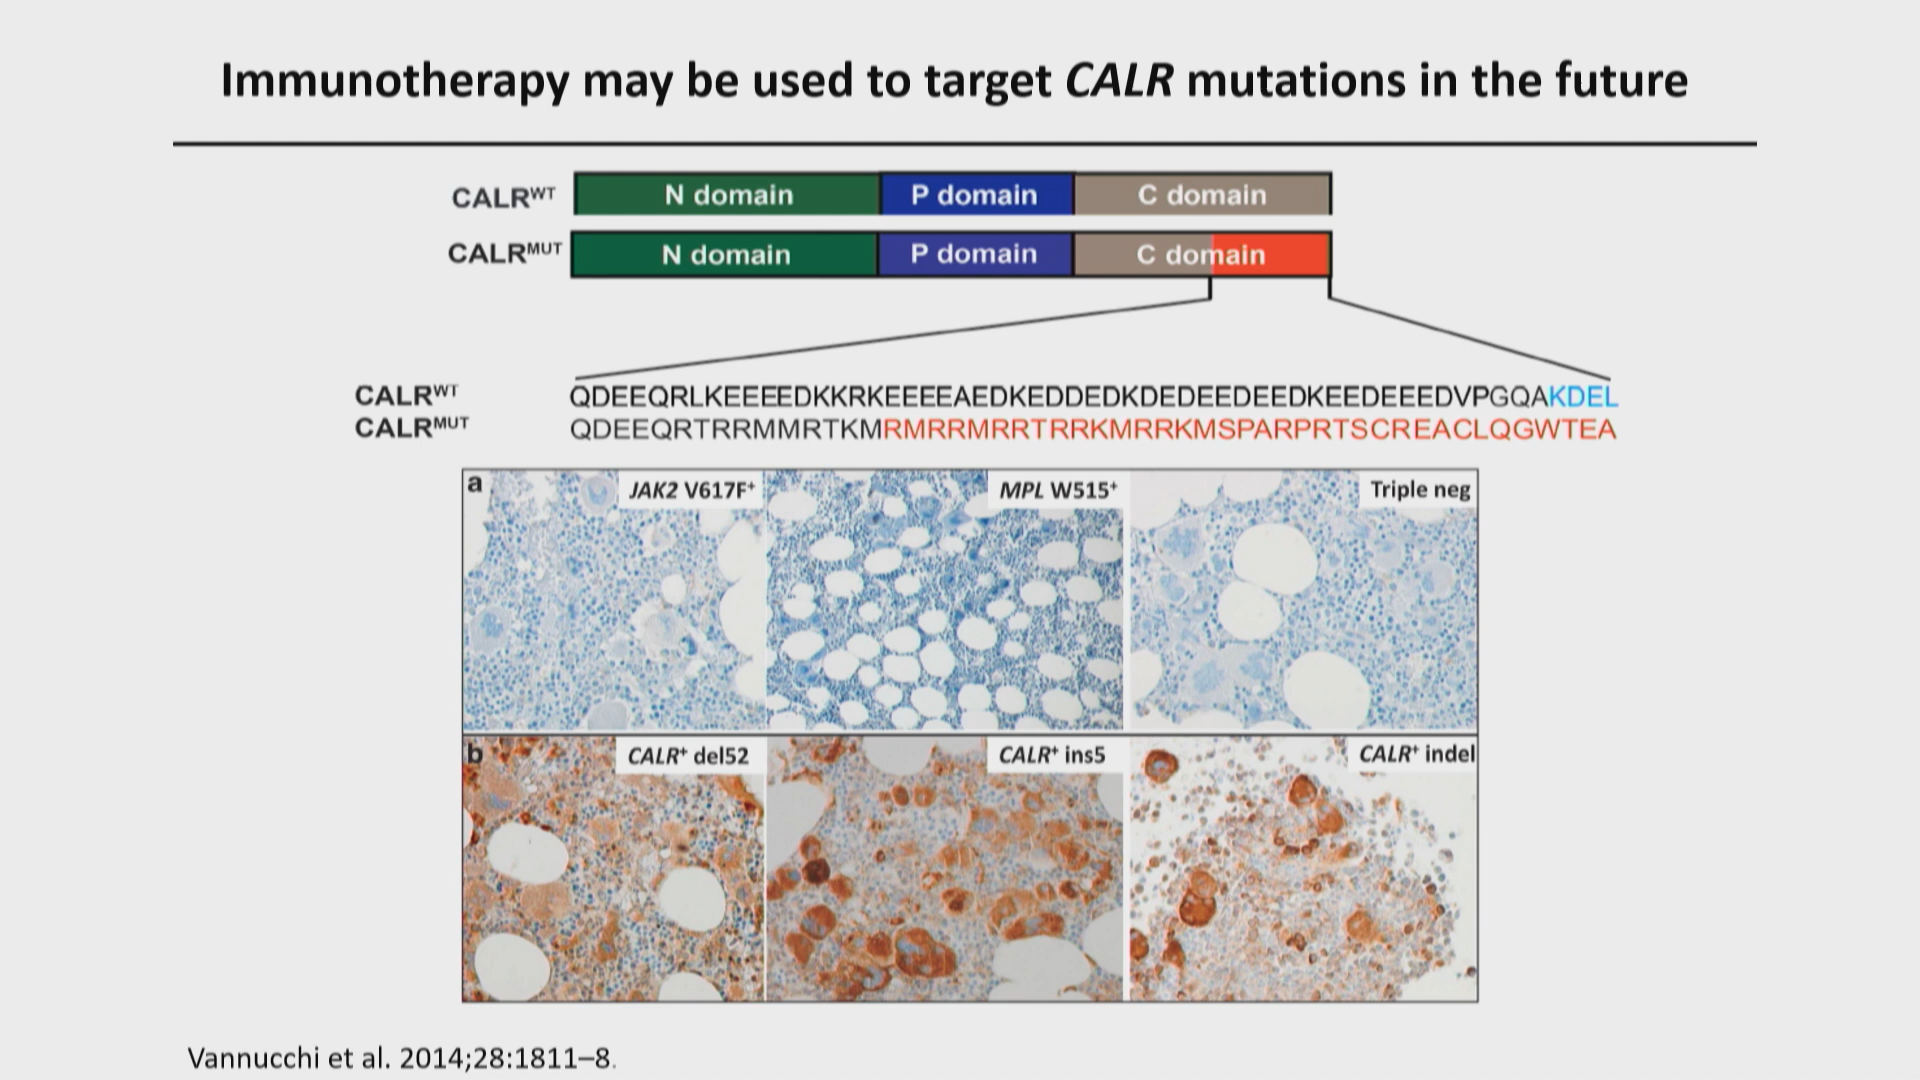 Immunotherapy may be used to target CALR mutations in the future
CALRWT N domain P domain C domain
CALRMUT N domain P domain C domain
CALRWT QDEEQRLKEEEEDKKRKEEEEAEDKEDDEDKDEDEEDEEDKEEDEEEDVPGQAKDEL
CALRMUT QDEEQRTRRMMRTKMRMRRMRRTRRKMRRKMSPARPRTSCREACLQGWTEA
a JAK2 V617F+ MPL W515+ Triple neg
b CALR+ del52 CALR+ ins5 CALR+ indel
Vannucchi et al. 2014;28:1811–8.